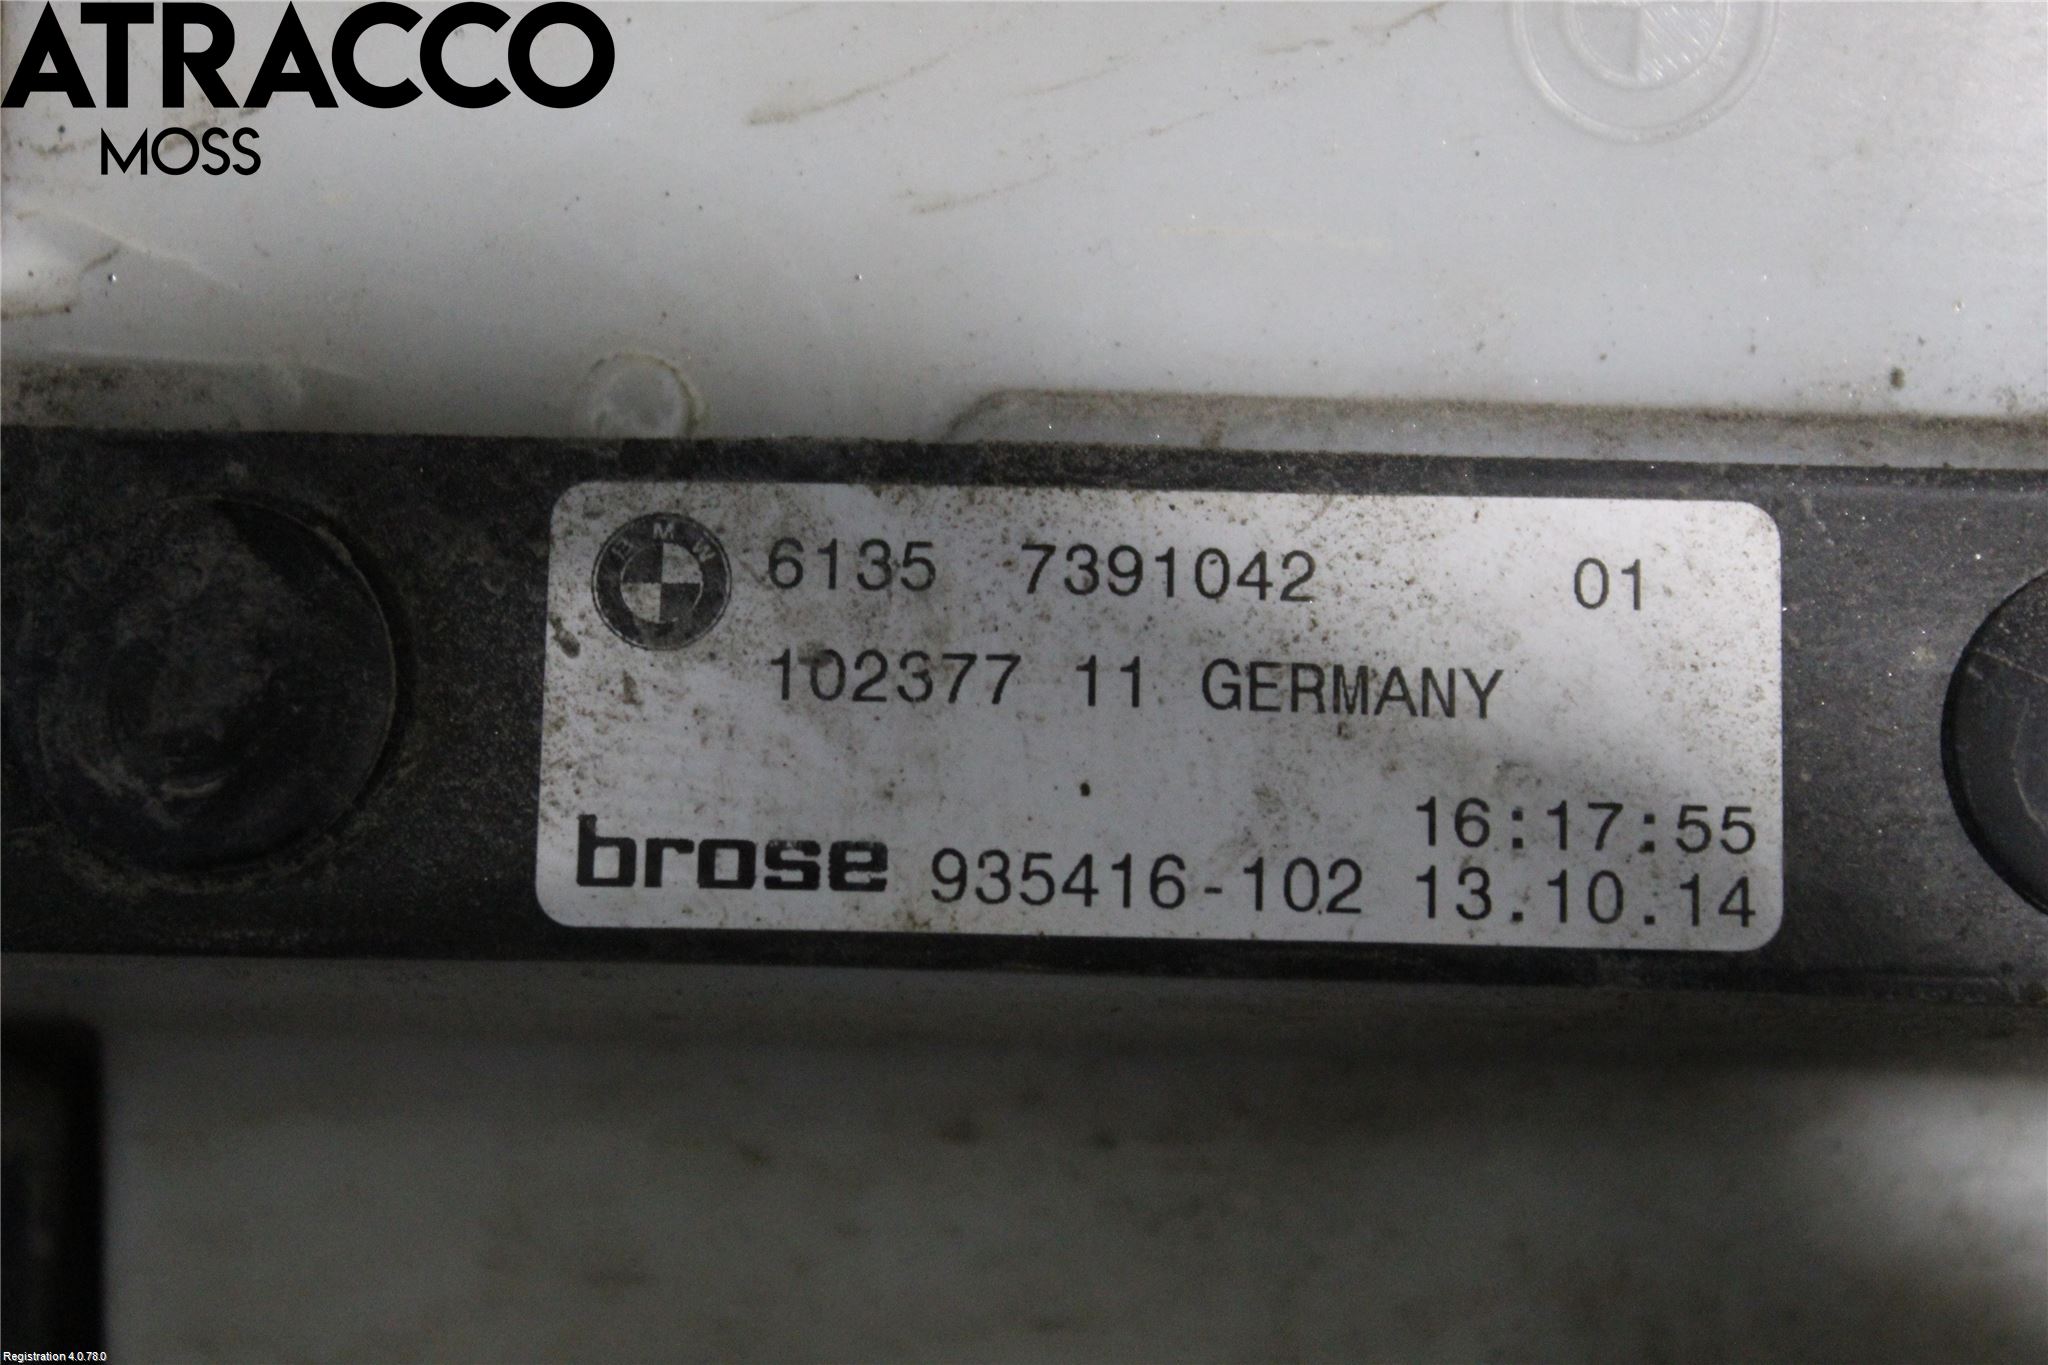 ATRACCO
MOSS
BMW 6135 7391042 01
102377 11 GERMANY
16:17:55
brose 935416-102 13.10.14
Registration 4.0.78.0